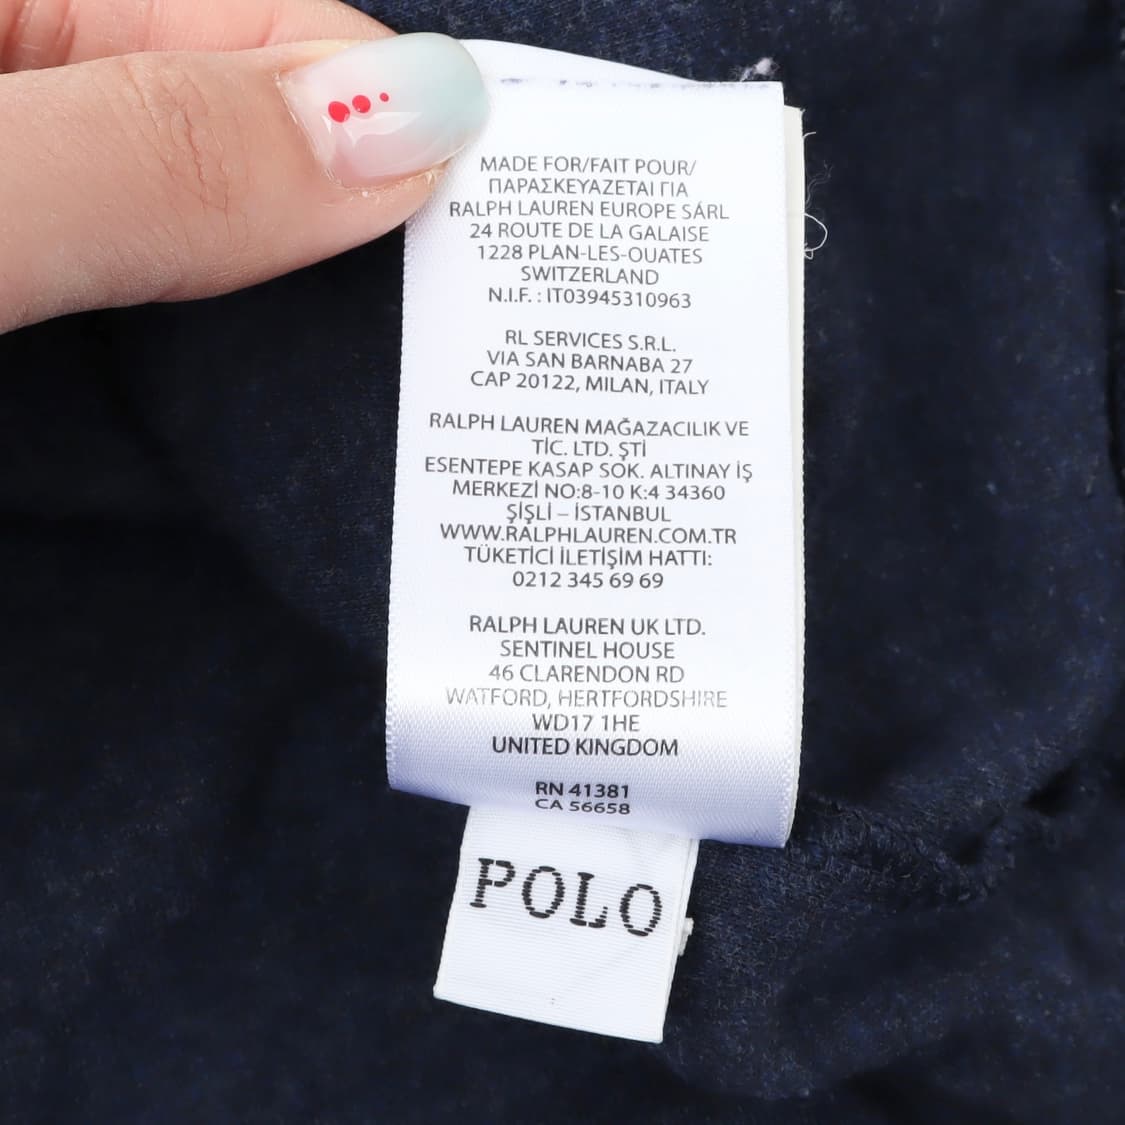 MADE FOR/FAIT POUR/
ΠΑΡΑΣΚΕΥΑΖΕΤΑΙ ΓΙΑ
RALPH LAUREN EUROPE SÁRL
24 ROUTE DE LA GALAISE
1228 PLAN-LES-OUATES
SWITZERLAND
N.I.F. : IT03945310963
RL SERVICES S.R.L.
VIA SAN BARNABA 27
CAP 20122, MILAN, ITALY
RALPH LAUREN MAĞAZACILIK VE
TİC. LTD. ŞTİ
ESENTEPE KASAP SOK. ALTINAY İŞ
MERKEZİ NO:8-10 K:4 34360
ŞİŞLİ – İSTANBUL
WWW.RALPHLAUREN.COM.TR
TÜKETİCİ İLETİŞİM HATTI:
0212 345 69 69
RALPH LAUREN UK LTD.
SENTINEL HOUSE
46 CLARENDON RD
WATFORD, HERTFORDSHIRE
WD17 1HE
UNITED KINGDOM
RN 41381
CA 56658
POLO